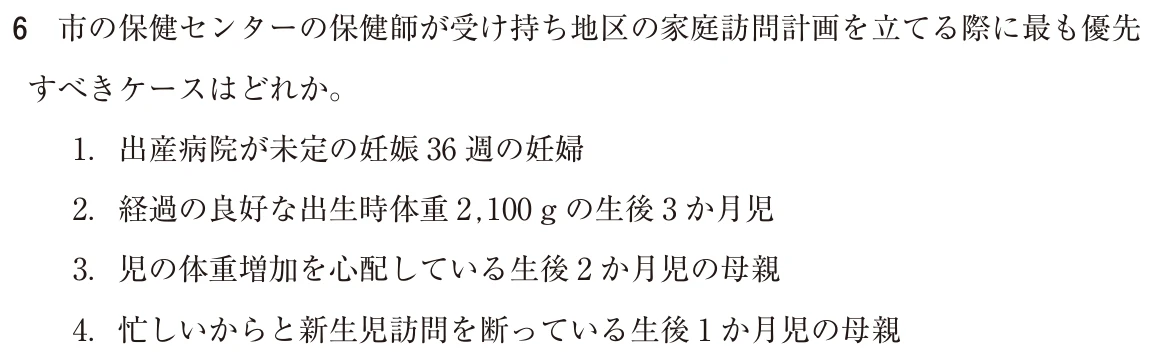 6 市の保健センターの保健師が受け持ち地区の家庭訪問計画を立てる際に最も優先
すべきケースはどれか。
1. 出産病院が未定の妊娠 36 週の妊婦
2. 経過の良好な出生時体重 2,100 g の生後 3 か月児
3. 児の体重増加を心配している生後 2 か月児の母親
4. 忙しいからと新生児訪問を断っている生後 1 か月児の母親